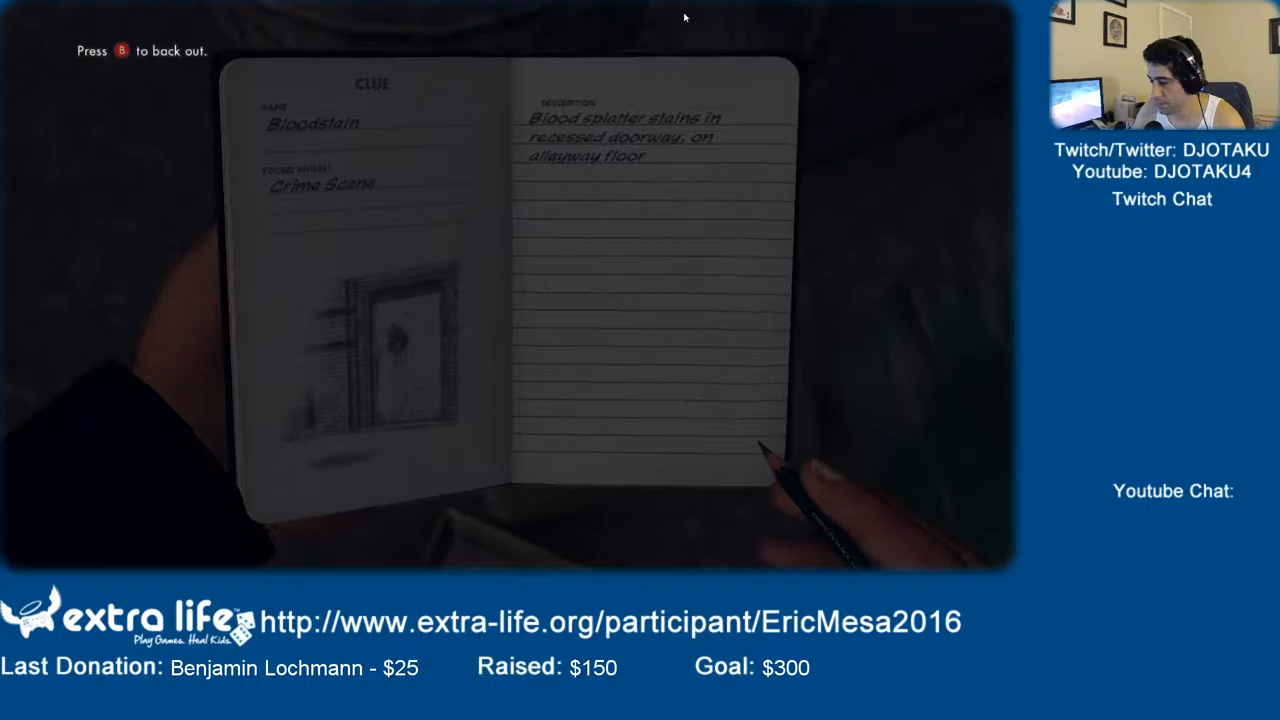 Press B to back out.
CLUE
NAME
Bloodstain
FOUND WHERE?
Crime Scene
DESCRIPTION
Blood splatter stains in
recessed doorway, on
alleyway floor
Twitch/Twitter: DJOTAKU
Youtube: DJOTAKU4
Twitch Chat
Youtube Chat:
extra life
Play Games. Heal Kids.
http://www.extra-life.org/participant/EricMesa2016
Last Donation: Benjamin Lochmann - $25
Raised: $150
Goal: $300